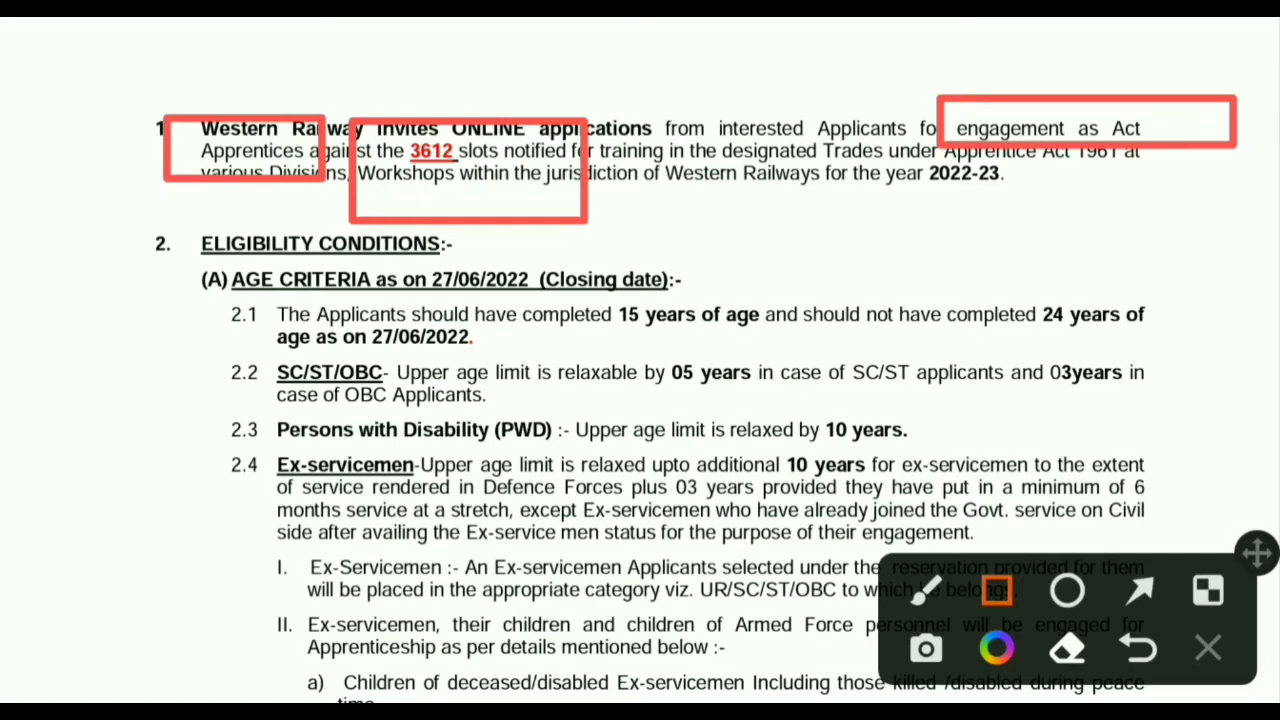 1 Western Railway invites ONLINE applications from interested Applicants for engagement as Act
Apprentices against the 3612 slots notified for training in the designated Trades under Apprentice Act 1961 at
various Divisions, Workshops within the jurisdiction of Western Railways for the year 2022-23.
2. ELIGIBILITY CONDITIONS:-
(A) AGE CRITERIA as on 27/06/2022 (Closing date):-
2.1 The Applicants should have completed 15 years of age and should not have completed 24 years of
age as on 27/06/2022.
2.2 SC/ST/OBC- Upper age limit is relaxable by 05 years in case of SC/ST applicants and 03years in
case of OBC Applicants.
2.3 Persons with Disability (PWD) :- Upper age limit is relaxed by 10 years.
2.4 Ex-servicemen-Upper age limit is relaxed upto additional 10 years for ex-servicemen to the extent
of service rendered in Defence Forces plus 03 years provided they have put in a minimum of 6
months service at a stretch, except Ex-servicemen who have already joined the Govt. service on Civil
side after availing the Ex-service men status for the purpose of their engagement.
I. Ex-Servicemen :- An Ex-servicemen Applicants selected under the reservation provided for them
will be placed in the appropriate category viz. UR/SC/ST/OBC to which belongs.
II. Ex-servicemen, their children and children of Armed Force personnel will be engaged for
Apprenticeship as per details mentioned below :-
a) Children of deceased/disabled Ex-servicemen Including those killed /disabled during peace
time